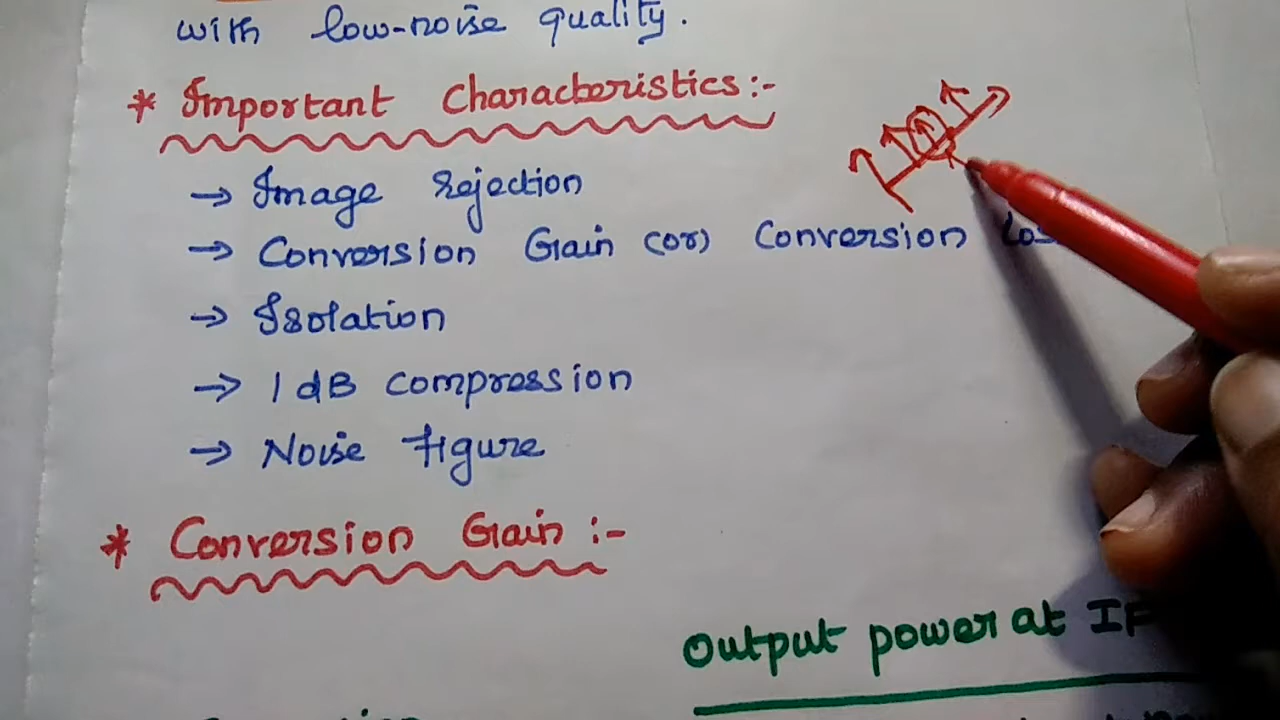 with low-noise quality.
* Important Characteristics:-
→ Image rejection
→ Conversion Gain (or) Conversion
→ Isolation
→ 1 dB compression
→ Noise figure
* Conversion Gain :-
Output power at IF